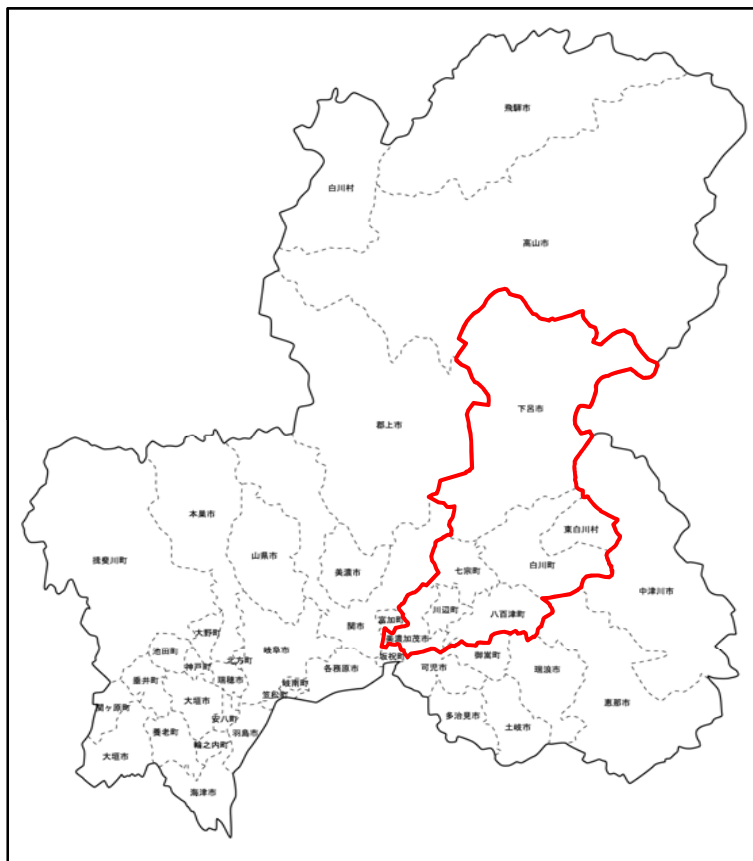 飛騨市
白川村
高山市
下呂市
郡上市
本巣市
東白川村
山県市
揖斐川町
七宗町
白川町
美濃市
中津川市
川辺町
八百津町
富加町
関市
大野町
美濃加茂市
池田町
岐阜市
御嵩町
坂祝町
北方町
神戸町
各務原市
可児市
瑞浪市
垂井町
瑞穂市
岐南町
笠松町
大垣市
恵那市
関ヶ原町
安八町
多治見市
土岐市
養老町
羽島市
輪之内町
大垣市
海津市